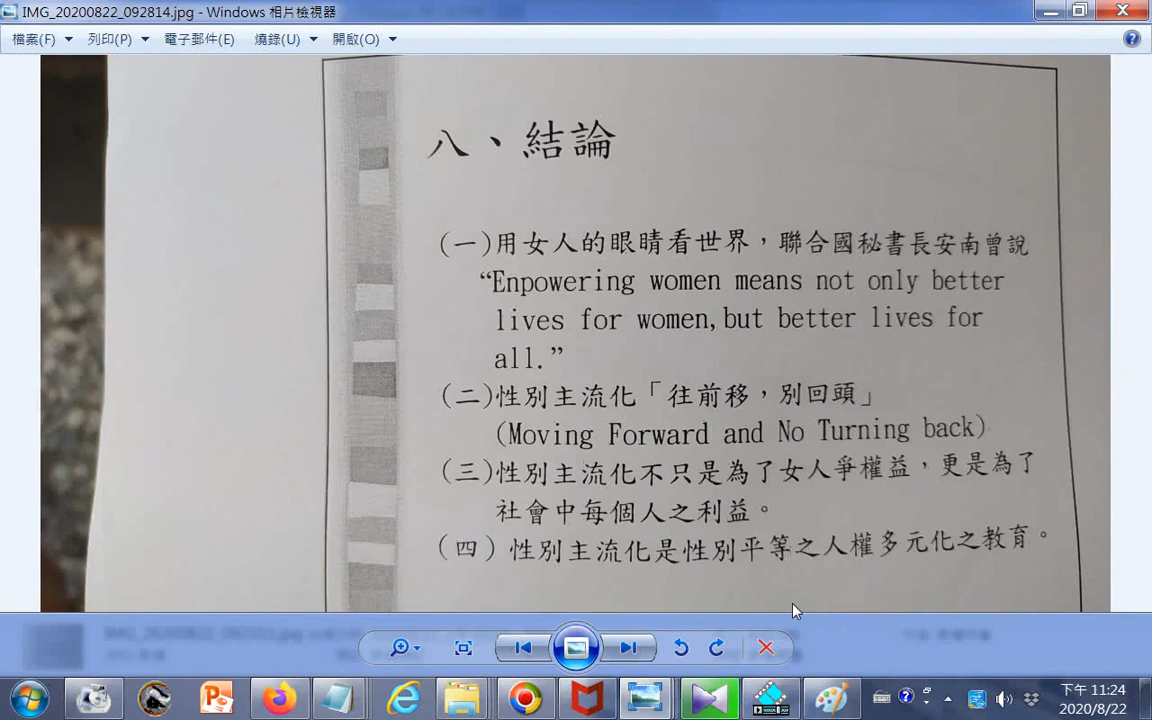 IMG_20200822_092814.jpg - Windows 相片檢視器
檔案(F) 列印(P) 電子郵件(E) 燒錄(U) 開啟(O)
八、結論
(一)用女人的眼睛看世界，聯合國秘書長安南曾說
“Enpowering women means not only better
lives for women,but better lives for
all.”
(二)性別主流化「往前移，別回頭」
(Moving Forward and No Turning back)
(三)性別主流化不只是為了女人爭權益，更是為了
社會中每個人之利益。
(四) 性別主流化是性別平等之人權多元化之教育。
下午 11:24
2020/8/22